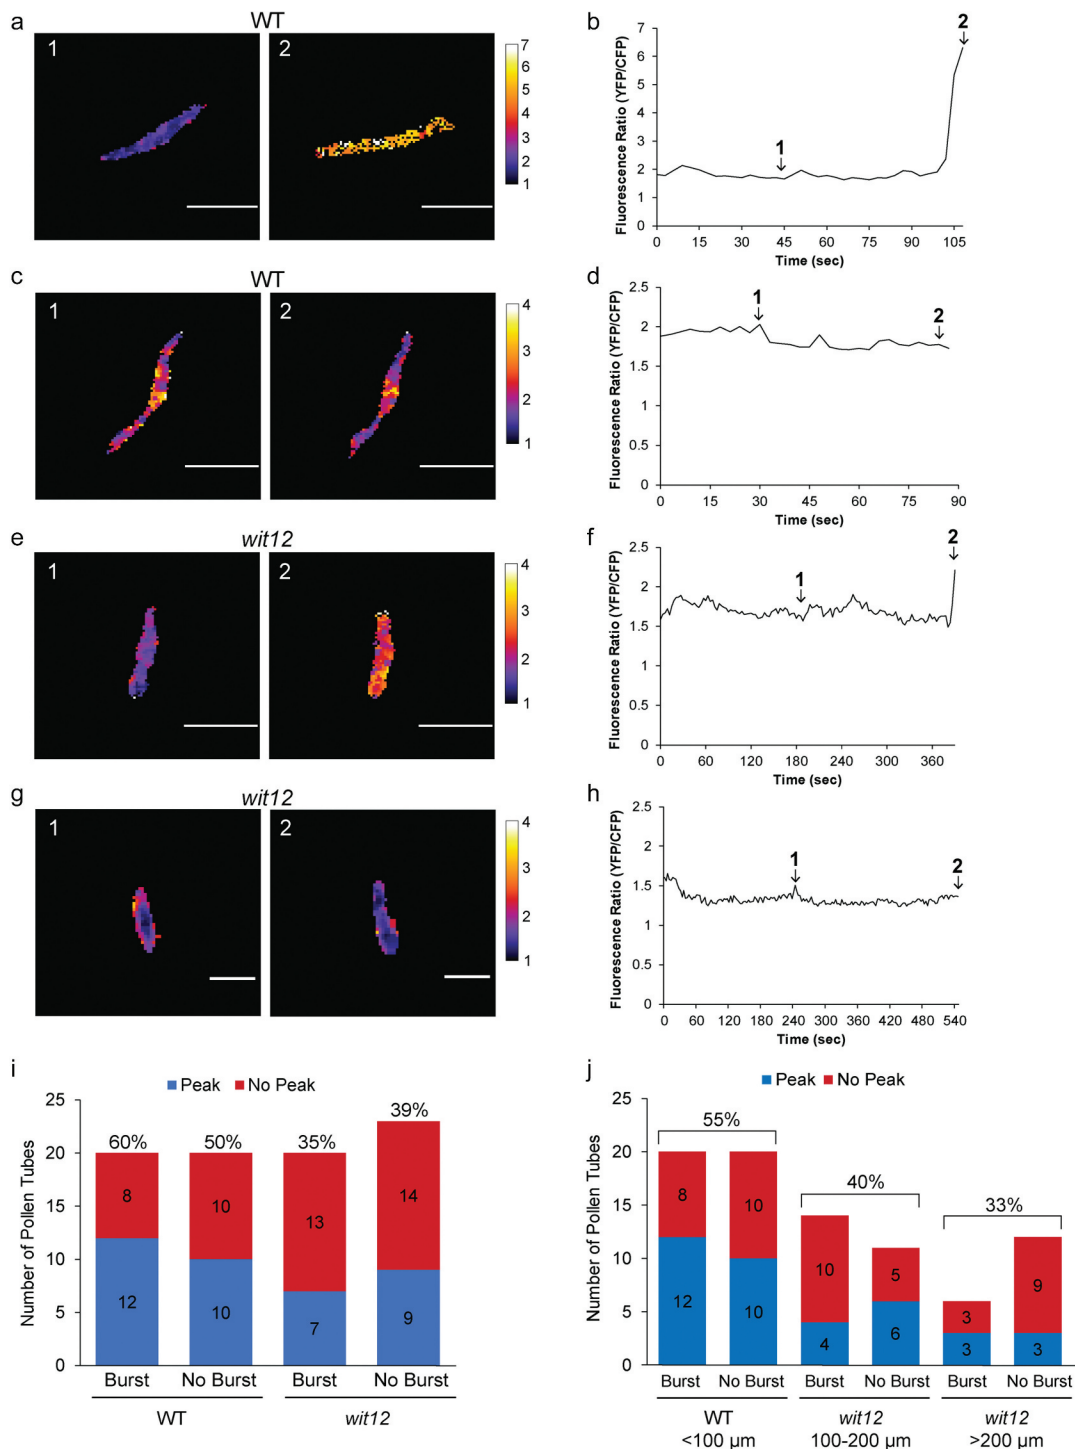 a
WT
1
2
7
6
5
4
3
2
1
b
Fluorescence Ratio (YFP/CFP)
7
6
5
4
3
2
1
0
1
2
0 15 30 45 60 75 90 105
Time (sec)
c
WT
1
2
4
3
2
1
d
Fluorescence Ratio (YFP/CFP)
2.5
2
1.5
1
0.5
0
1
2
0 15 30 45 60 75 90
Time (sec)
e
wit12
1
2
4
3
2
1
f
Fluorescence Ratio (YFP/CFP)
2.5
2
1.5
1
0.5
0
1
2
0 60 120 180 240 300 360
Time (sec)
g
wit12
1
2
4
3
2
1
h
Fluorescence Ratio (YFP/CFP)
2.5
2
1.5
1
0.5
0
1
2
0 60 120 180 240 300 360 420 480 540
Time (sec)
i
Peak No Peak
Number of Pollen Tubes
25
20
15
10
5
0
60% 50% 35% 39%
8 10 13 14
12 10 7 9
Burst No Burst Burst No Burst
WT wit12
j
Peak No Peak
Number of Pollen Tubes
25
20
15
10
5
0
55% 40% 33%
8 10 10 5 3 9
12 10 4 6 3 3
Burst No Burst Burst No Burst Burst No Burst
WT wit12 wit12
<100 µm 100-200 µm >200 µm